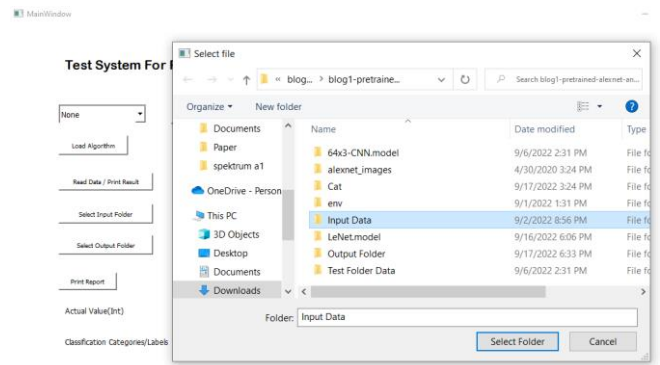 MainWindow
Test System For
None
Load Algorithm
Read Data / Print Result
Select Input Folder
Select Output Folder
Print Report
Actual Value(Int)
Classification Categories/Labels
Select file
« blog... > blog1-pretraine...
Search blog1-pretrained-alexnet-an...
Organize
New folder
Documents
Paper
spektrum a1
OneDrive - Person
This PC
3D Objects
Desktop
Documents
Downloads
Name Date modified Type
64x3-CNN.model 9/6/2022 2:31 PM File fo
alexnet_images 4/30/2020 3:24 PM File fo
Cat 9/17/2022 3:24 PM File fo
env 9/1/2022 1:31 PM File fo
Input Data 9/2/2022 8:56 PM File fo
LeNet.model 9/16/2022 6:06 PM File fo
Output Folder 9/17/2022 6:33 PM File fo
Test Folder Data 9/6/2022 2:31 PM File fo
Folder: Input Data
Select Folder Cancel